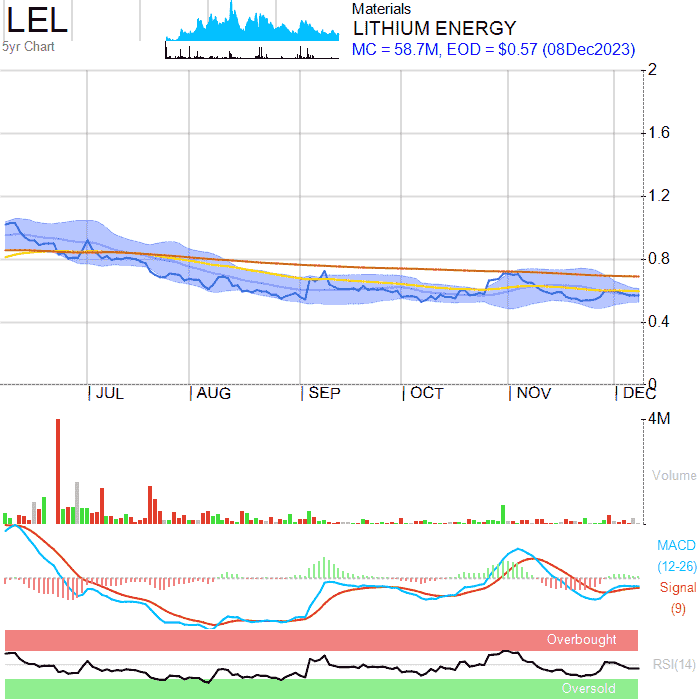 LEL
5yr Chart
Materials
LITHIUM ENERGY
MC = 58.7M, EOD = $0.57 (08Dec2023)
2
1.6
1.2
0.8
0.4
0
JUL AUG SEP OCT NOV DEC
4M
Volume
MACD
(12-26)
Signal
(9)
Overbought
RSI(14)
Oversold